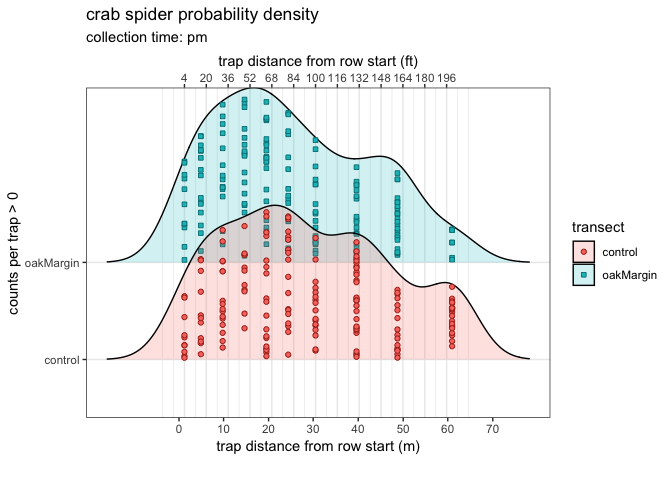 crab spider probability density
collection time: pm
trap distance from row start (ft)
4 20 36 52 68 84 100 116 132 148 164 180 196
counts per trap > 0
oakMargin
control
transect
control
oakMargin
0 10 20 30 40 50 60 70
trap distance from row start (m)